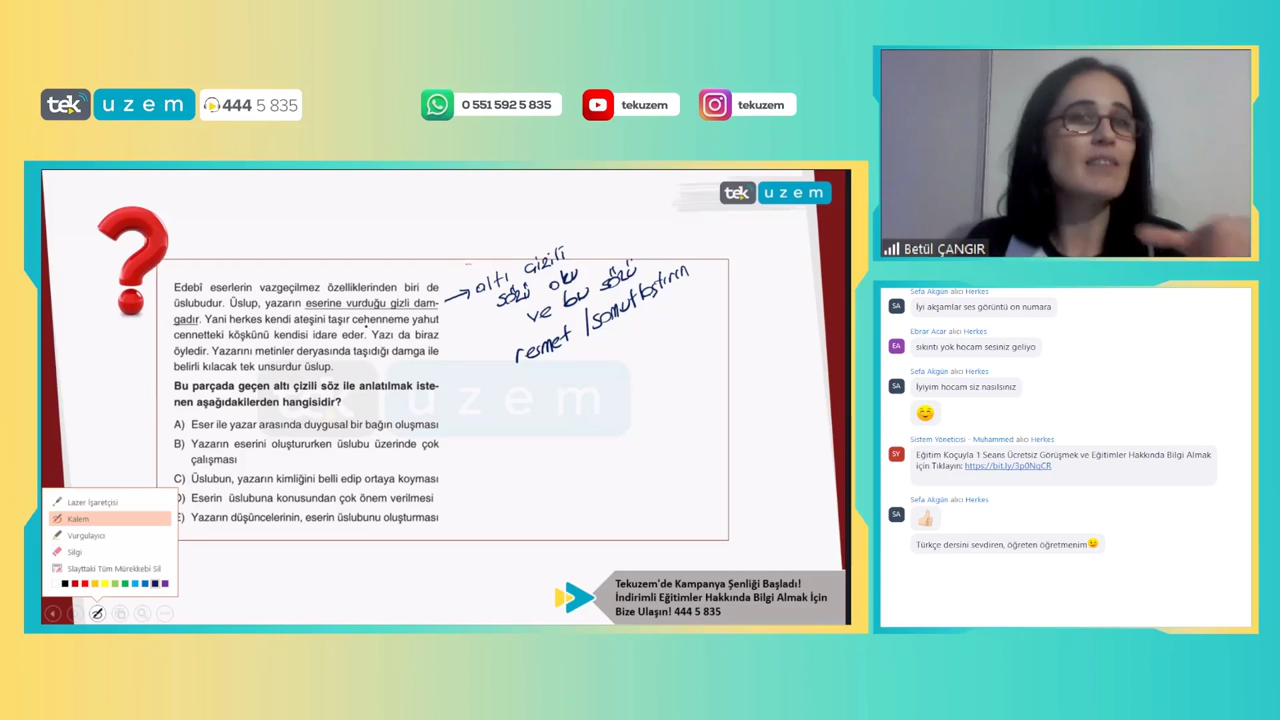 tek uzem 444 5 835
0 551 592 5 835
tekuzem
tekuzem
tek uzem
Edebî eserlerin vazgeçilmez özelliklerinden biri de
üslubudur. Üslup, yazarın eserine vurduğu gizli dam-
gadır. Yani herkes kendi ateşini taşır cehenneme yahut
cennetteki köşkünü kendisi idare eder. Yazı da biraz
öyledir. Yazarını metinler deryasında taşıdığı damga ile
belirli kılacak tek unsurdur üslup.
Bu parçada geçen altı çizili söz ile anlatılmak iste-
nen aşağıdakilerden hangisidir?
A) Eser ile yazar arasında duygusal bir bağın oluşması
B) Yazarın eserini oluştururken üslubu üzerinde çok
çalışması
C) Üslubun, yazarın kimliğini belli edip ortaya koyması
D) Eserin üslubuna konusundan çok önem verilmesi
E) Yazarın düşüncelerinin, eserin üslubunu oluşturması
altı çizili
sözü oku
ve bu sözü
resmet / somutlaştırın
tek uzem
Lazer İşaretçisi
Kalem
Vurgulayıcı
Silgi
Slayttaki Tüm Mürekkebi Sil
Tekuzem'de Kampanya Şenliği Başladı!
İndirimli Eğitimler Hakkında Bilgi Almak İçin
Bize Ulaşın! 444 5 835
Betül ÇANGIR
Sefa Akgün alıcı Herkes
SA İyi akşamlar ses görüntü on numara
Ebrar Acar alıcı Herkes
EA sıkıntı yok hocam sesiniz geliyo
Sefa Akgün alıcı Herkes
SA İyiyim hocam siz nasılsınız
Sistem Yöneticisi - Muhammed alıcı Herkes
SY Eğitim Koçuyla 1 Seans Ücretsiz Görüşmek ve Eğitimler Hakkında Bilgi Almak
için Tıklayın: https://bit.ly/3p0NqCR
Sefa Akgün alıcı Herkes
SA
Türkçe dersini sevdiren, öğreten öğretmenim